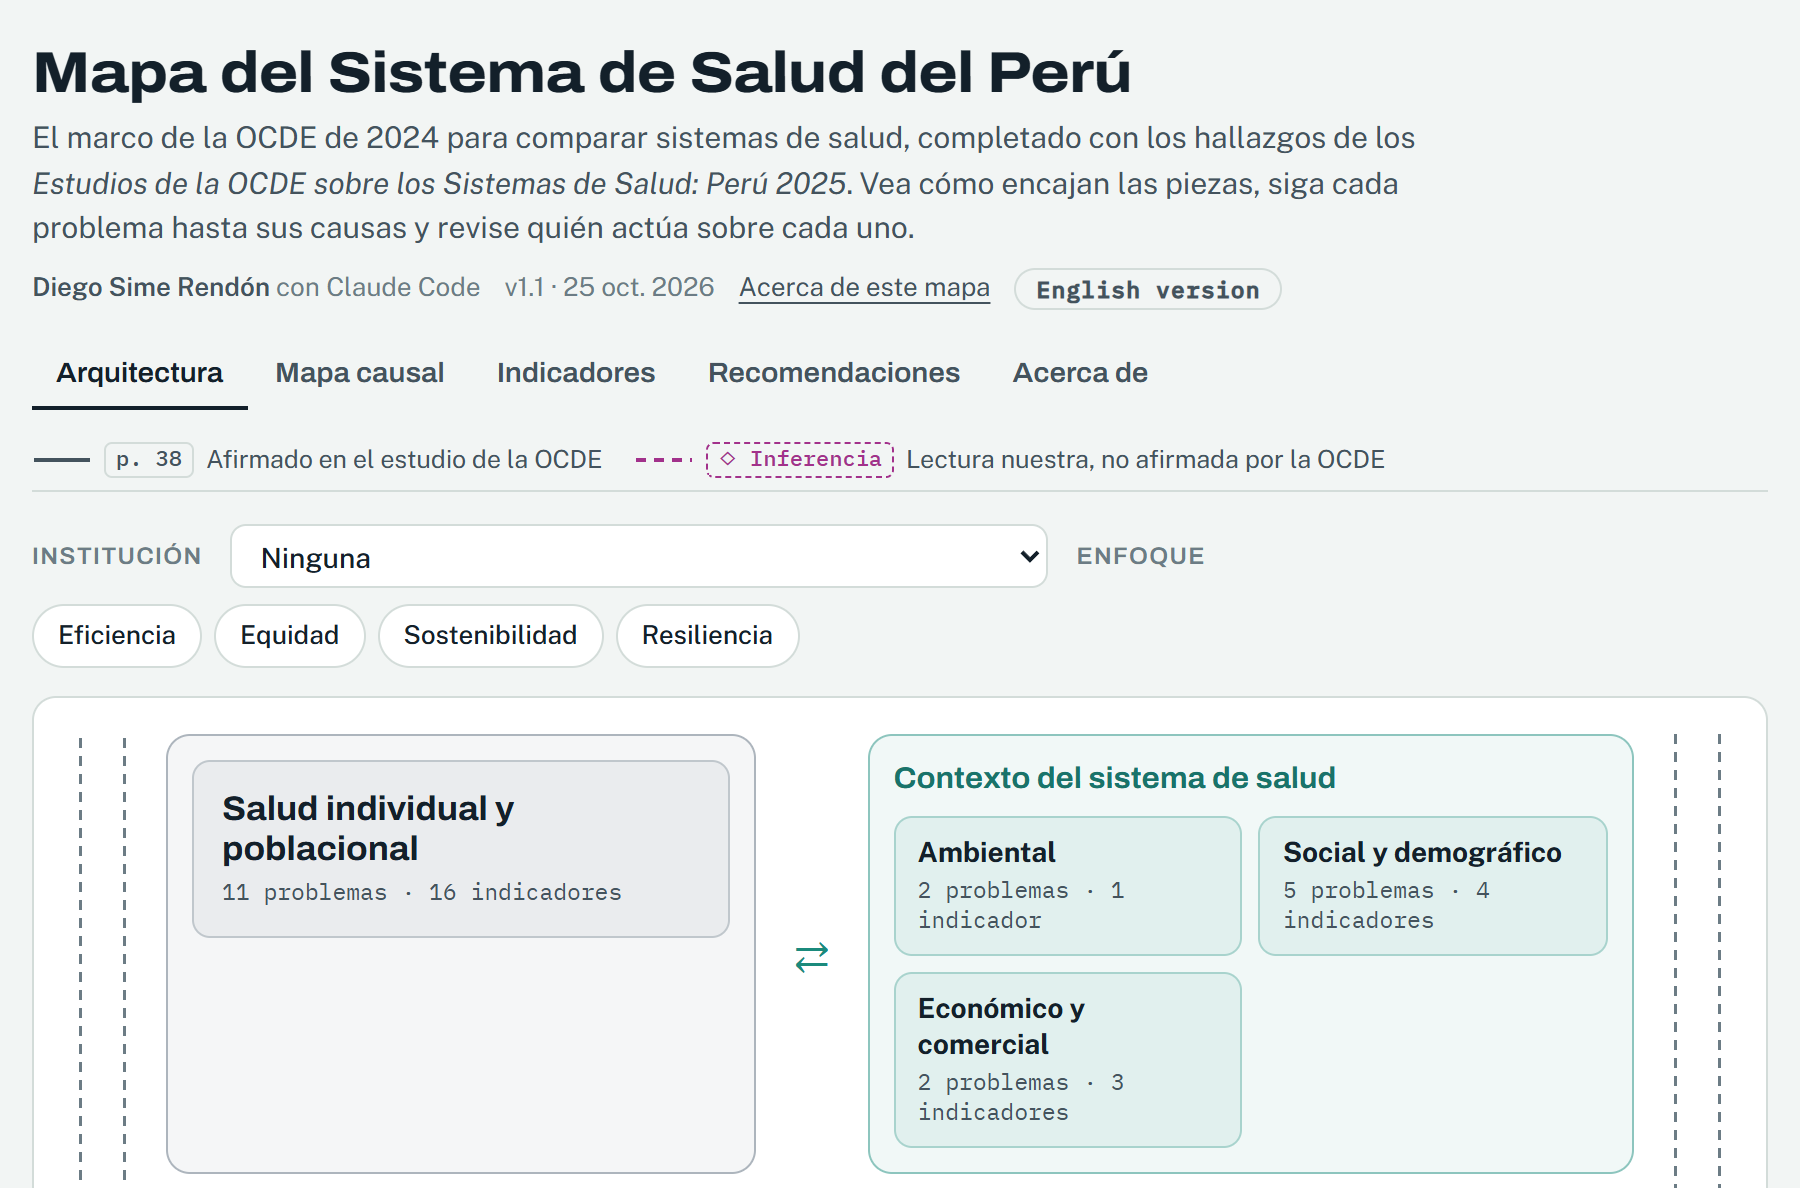 Mapa del Sistema de Salud del Perú
El marco de la OCDE de 2024 para comparar sistemas de salud, completado con los hallazgos de los
Estudios de la OCDE sobre los Sistemas de Salud: Perú 2025. Vea cómo encajan las piezas, siga cada
problema hasta sus causas y revise quién actúa sobre cada uno.
Diego Sime Rendón con Claude Code v1.1 · 25 oct. 2026 Acerca de este mapa English version
Arquitectura Mapa causal Indicadores Recomendaciones Acerca de
p. 38 Afirmado en el estudio de la OCDE ◇ Inferencia Lectura nuestra, no afirmada por la OCDE
INSTITUCIÓN Ninguna ENFOQUE
Eficiencia Equidad Sostenibilidad Resiliencia
Salud individual y
poblacional
11 problemas · 16 indicadores
Contexto del sistema de salud
Ambiental
2 problemas · 1
indicador
Social y demográfico
5 problemas · 4
indicadores
Económico y
comercial
2 problemas · 3
indicadores